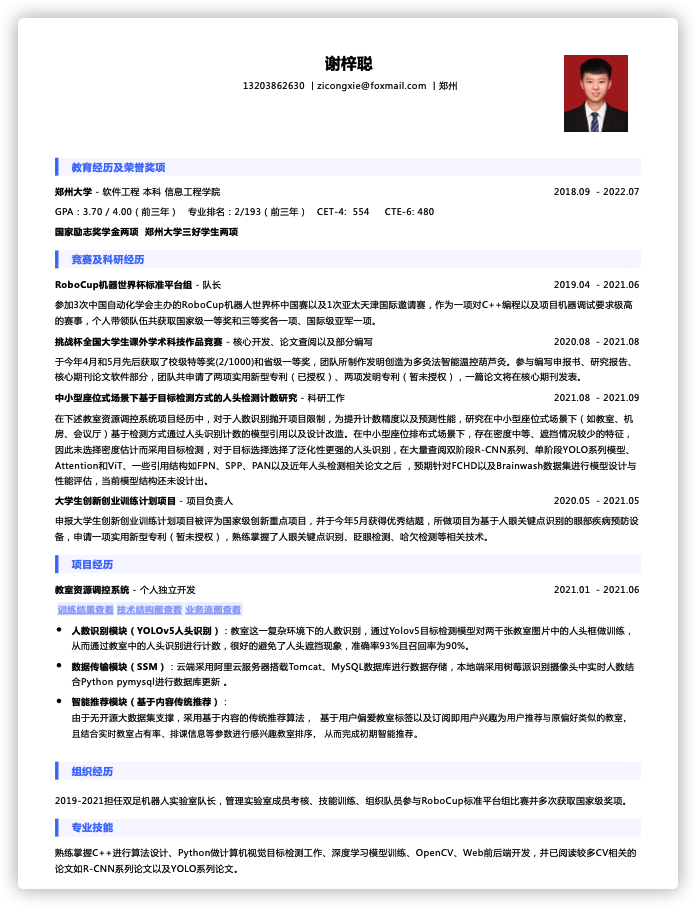 谢梓聪
13203862630 | zicongxie@foxmail.com | 郑州
教育经历及荣誉奖项
郑州大学 - 软件工程 本科 信息工程学院 2018.09 - 2022.07
GPA：3.70 / 4.00（前三年） 专业排名：2/193（前三年） CET-4: 554 CTE-6: 480
国家励志奖学金两项 郑州大学三好学生两项
竞赛及科研经历
RoboCup机器世界杯标准平台组 - 队长 2019.04 - 2021.06
参加3次中国自动化学会主办的RoboCup机器人世界杯中国赛以及1次亚太天津国际邀请赛，作为一项对C++编程以及项目机器调试要求极高
的赛事，个人带领队伍共获取国家级一等奖和三等奖各一项、国际级亚军一项。
挑战杯全国大学生课外学术科技作品竞赛 - 核心开发、论文查阅以及部分编写 2020.08 - 2021.08
于今年4月和5月先后获取了校级特等奖(2/1000)和省级一等奖，团队所制作发明创造为多灸法智能温控葫芦灸。参与编写申报书、研究报告、
核心期刊论文软件部分，团队共申请了两项实用新型专利（已授权）、两项发明专利（暂未授权），一篇论文将在核心期刊发表。
中小型座位式场景下基于目标检测方式的人头检测计数研究 - 科研工作 2021.08 - 2021.09
在下述教室资源调控系统项目经历中，对于人数识别抛开项目限制，为提升计数精度以及预测性能，研究在中小型座位式场景下（如教室、机
房、会议厅）基于检测方式通过人头识别计数的模型引用以及设计改造。在中小型座位排布式场景下，存在密度中等、遮挡情况较少的特征，
因此未选择密度估计而采用目标检测，对于目标选择选择了泛化性更强的人头识别，在大量查阅双阶段R-CNN系列、单阶段YOLO系列模型、
Attention和ViT、一些引用结构如FPN、SPP、PAN以及近年人头检测相关论文之后 ，预期针对FCHD以及Brainwash数据集进行模型设计与
性能评估，当前模型结构还未设计出。
大学生创新创业训练计划项目 - 项目负责人 2020.05 - 2021.05
申报大学生创新创业训练计划项目被评为国家级创新重点项目，并于今年5月获得优秀结题，所做项目为基于人眼关键点识别的眼部疾病预防设
备，申请一项实用新型专利（暂未授权），熟练掌握了人眼关键点识别、眨眼检测、哈欠检测等相关技术。
项目经历
教室资源调控系统 - 个人独立开发 2021.01 - 2021.06
训练结果查看 技术结构图查看 业务流图查看
• 人数识别模块（YOLOv5人头识别）：教室这一复杂环境下的人数识别，通过Yolov5目标检测模型对两千张教室图片中的人头框做训练，
从而通过教室中的人头识别进行计数，很好的避免了人头遮挡现象，准确率93%且召回率为90%。
• 数据传输模块（SSM）：云端采用阿里云服务器搭载Tomcat、MySQL数据库进行数据存储，本地端采用树莓派识别摄像头中实时人数结
合Python pymysql进行数据库更新 。
• 智能推荐模块（基于内容传统推荐）：
由于无开源大数据集支撑，采用基于内容的传统推荐算法 ， 基于用户偏爱教室标签以及订阅即用户兴趣为用户推荐与原偏好类似的教室，
且结合实时教室占有率、排课信息等参数进行感兴趣教室排序， 从而完成初期智能推荐。
组织经历
2019-2021担任双足机器人实验室队长，管理实验室成员考核、技能训练、组织队员参与RoboCup标准平台组比赛并多次获取国家级奖项。
专业技能
熟练掌握C++进行算法设计、Python做计算机视觉目标检测工作、深度学习模型训练、OpenCV、Web前后端开发，并已阅读较多CV相关的
论文如R-CNN系列论文以及YOLO系列论文。